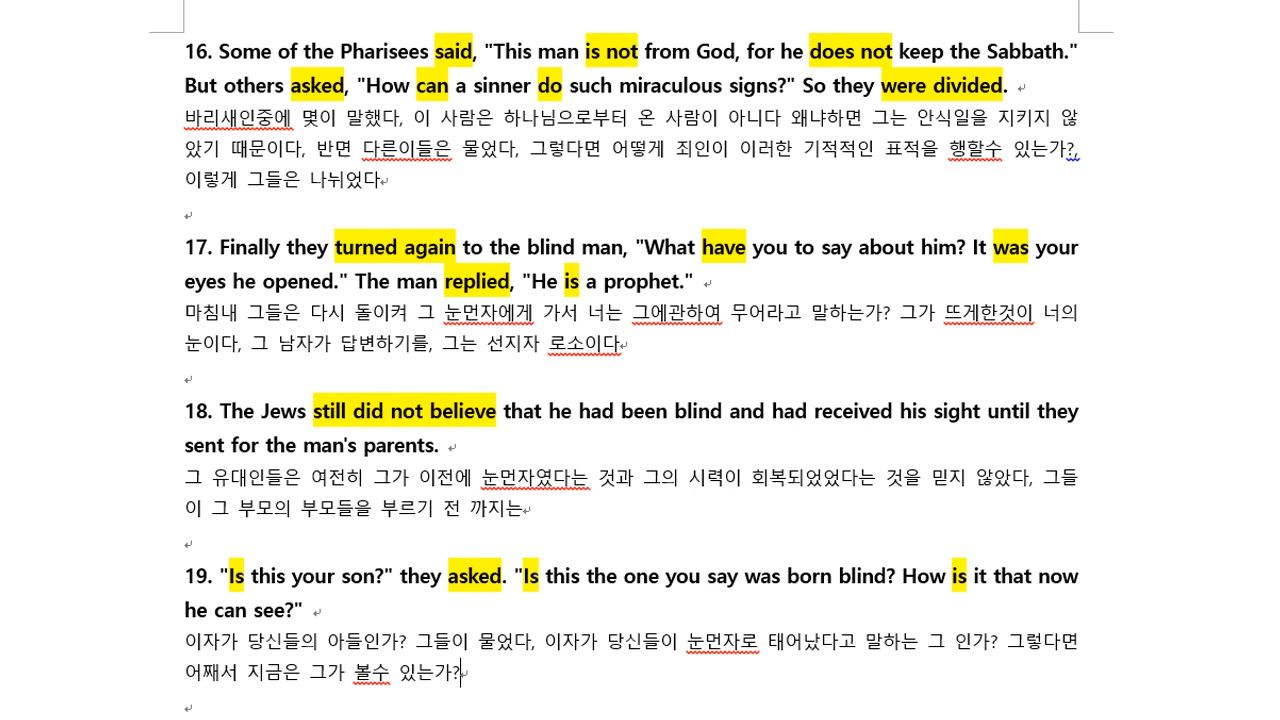 16. Some of the Pharisees said, "This man is not from God, for he does not keep the Sabbath."
But others asked, "How can a sinner do such miraculous signs?" So they were divided.
바리새인중에 몇이 말했다, 이 사람은 하나님으로부터 온 사람이 아니다 왜냐하면 그는 안식일을 지키지 않
았기 때문이다, 반면 다른이들은 물었다, 그렇다면 어떻게 죄인이 이러한 기적적인 표적을 행할수 있는가?,
이렇게 그들은 나뉘었다
17. Finally they turned again to the blind man, "What have you to say about him? It was your
eyes he opened." The man replied, "He is a prophet."
마침내 그들은 다시 돌이켜 그 눈먼자에게 가서 너는 그에관하여 무어라고 말하는가? 그가 뜨게한것이 너의
눈이다, 그 남자가 답변하기를, 그는 선지자 로소이다
18. The Jews still did not believe that he had been blind and had received his sight until they
sent for the man's parents.
그 유대인들은 여전히 그가 이전에 눈먼자였다는 것과 그의 시력이 회복되었었다는 것을 믿지 않았다, 그들
이 그 부모의 부모들을 부르기 전 까지는
19. "Is this your son?" they asked. "Is this the one you say was born blind? How is it that now
he can see?"
이자가 당신들의 아들인가? 그들이 물었다, 이자가 당신들이 눈먼자로 태어났다고 말하는 그 인가? 그렇다면
어째서 지금은 그가 볼수 있는가?